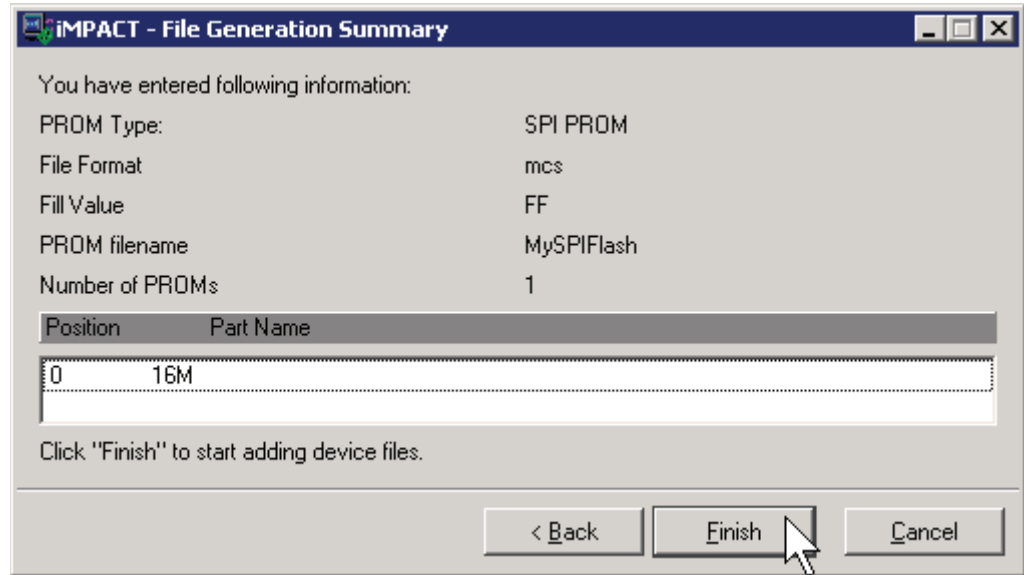 iMPACT - File Generation Summary
You have entered following information:
PROM Type: SPI PROM
File Format mcs
Fill Value FF
PROM filename MySPIFlash
Number of PROMs 1
Position Part Name
0 16M
Click "Finish" to start adding device files.
< Back Finish Cancel